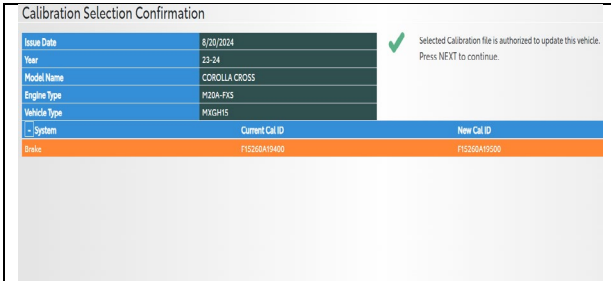 Calibration Selection Confirmation
Issue Date 8/20/2024
Year 23-24
Model Name COROLLA CROSS
Engine Type M20A-FXS
Vehicle Type MXGH15
Selected Calibration file is authorized to update this vehicle.
Press NEXT to continue.
- System Current Cal ID New Cal ID
Brake F15260A19400 F15260A19500